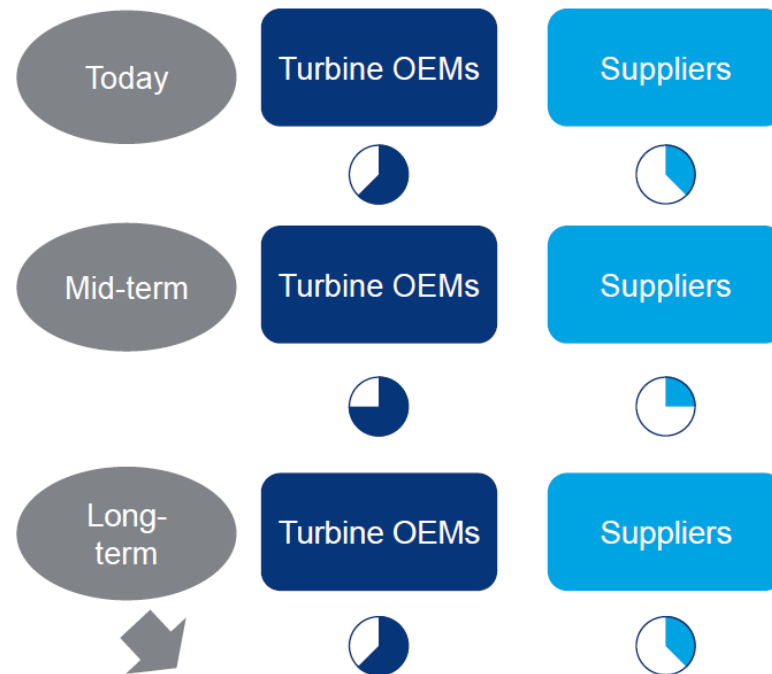 Today
Turbine OEMs
Suppliers
Mid-term
Turbine OEMs
Suppliers
Long-
term
Turbine OEMs
Suppliers